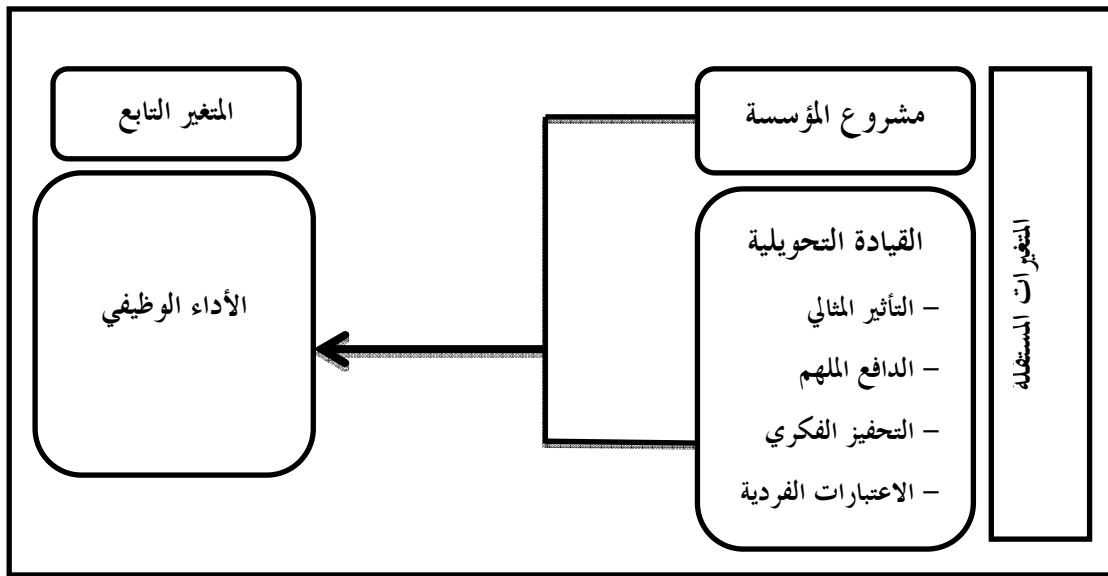 المتغيرات المستقلة
مشروع المؤسسة
القيادة التحويلية
– التأثير المثالي
– الدافع الملهم
– التحفيز الفكري
– الاعتبارات الفردية
المتغير التابع
الأداء الوظيفي